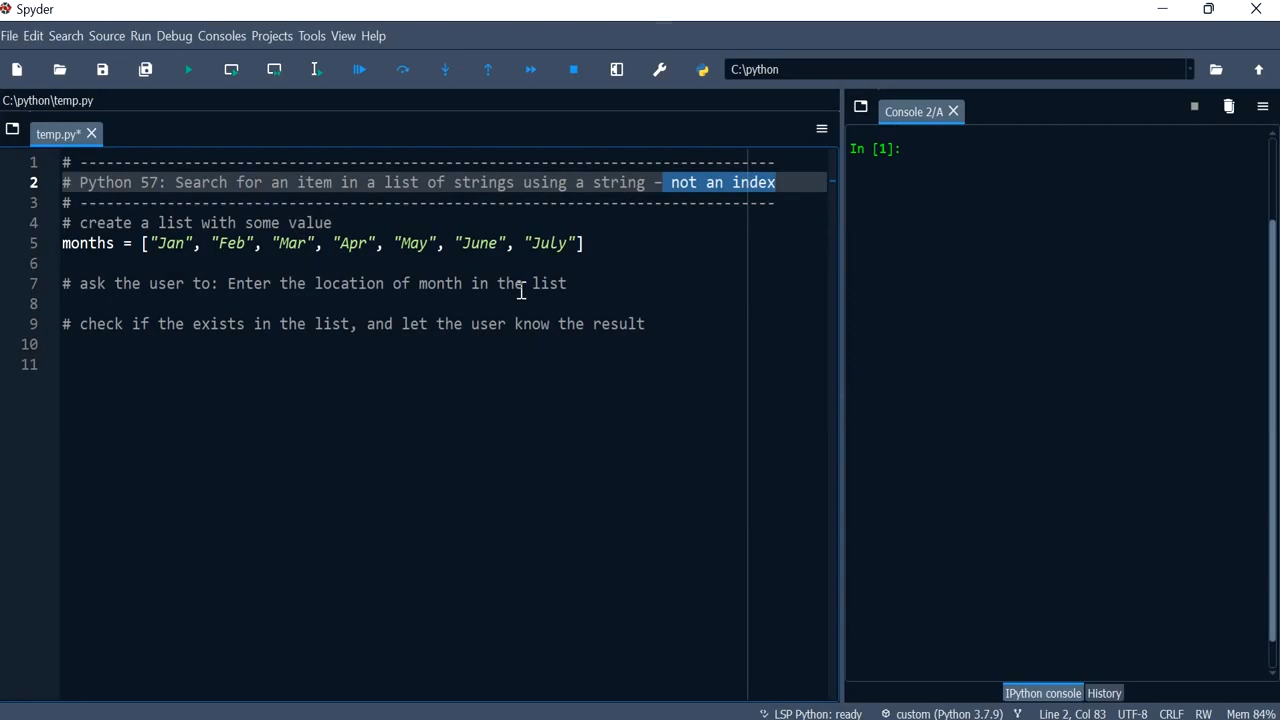 Spyder
File Edit Search Source Run Debug Consoles Projects Tools View Help
C:\python
C:\python\temp.py
temp.py*
Console 2/A
1 # --------------------------------------------------------------------------------
2 # Python 57: Search for an item in a list of strings using a string - not an index
3 # --------------------------------------------------------------------------------
4 # create a list with some value
5 months = ["Jan", "Feb", "Mar", "Apr", "May", "June", "July"]
6
7 # ask the user to: Enter the location of month in the list
8
9 # check if the exists in the list, and let the user know the result
10
11
In [1]:
IPython console History
LSP Python: ready custom (Python 3.7.9) Line 2, Col 83 UTF-8 CRLF RW Mem 84%